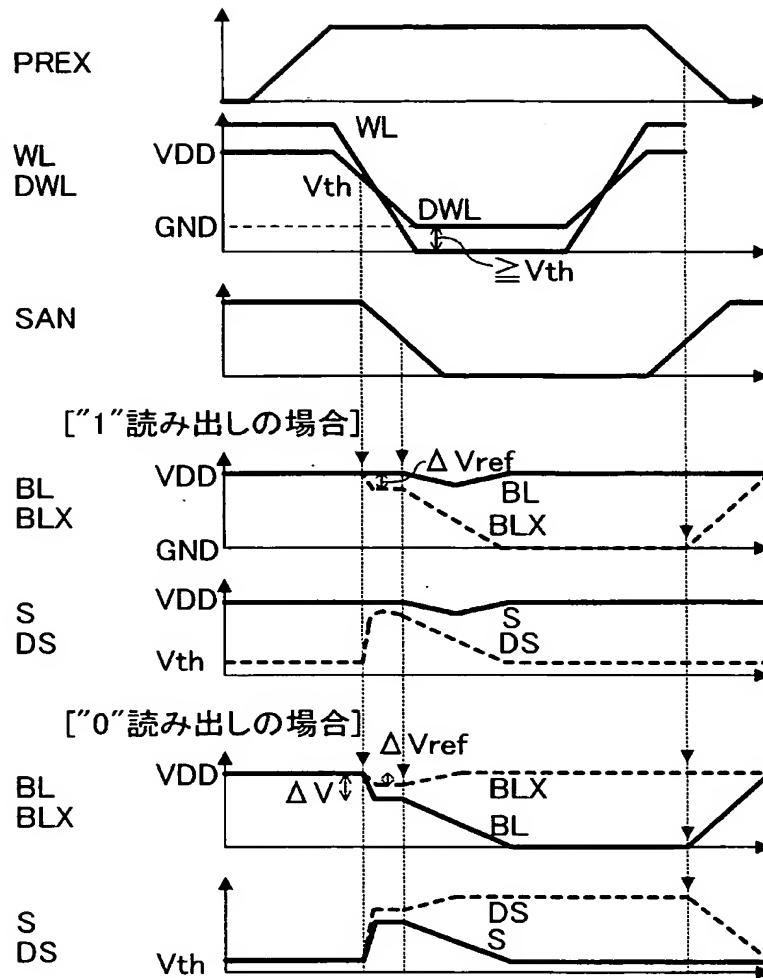 PREX
WL
WL
DWL
VDD
Vth
DWL
GND
≧Vth
SAN
["1"読み出しの場合]
VDD
ΔVref
BL
BLX
BL
BLX
GND
VDD
S
DS
S
DS
Vth
["0"読み出しの場合]
ΔVref
VDD
BL
BLX
ΔV
BLX
BL
S
DS
DS
S
Vth